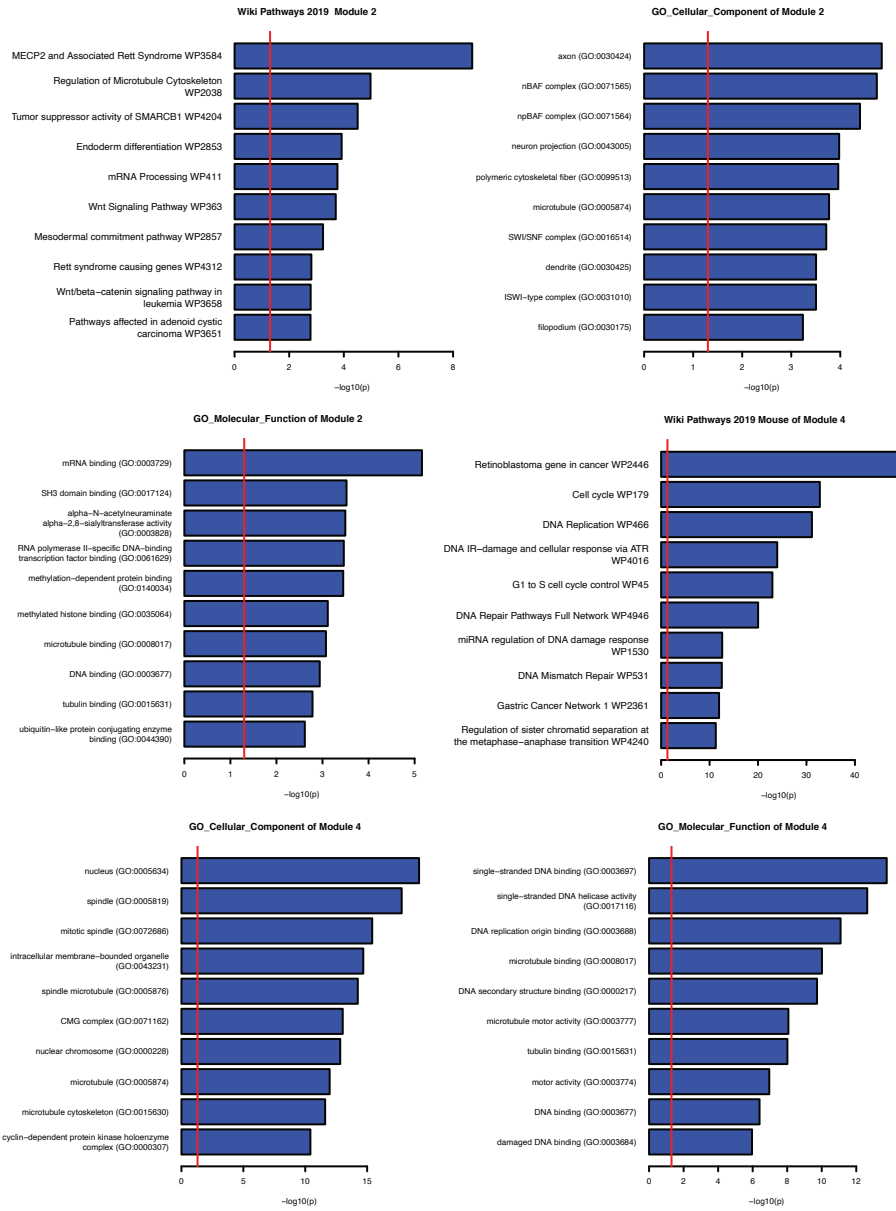 Wiki Pathways 2019  Module 2
MECP2 and Associated Rett Syndrome WP3584
Regulation of Microtubule Cytoskeleton
WP2038
Tumor suppressor activity of SMARCB1 WP4204
Endoderm differentiation WP2853
mRNA Processing WP411
Wnt Signaling Pathway WP363
Mesodermal commitment pathway WP2857
Rett syndrome causing genes WP4312
Wnt/beta−catenin signaling pathway in
leukemia WP3658
Pathways affected in adenoid cystic
carcinoma WP3651
0 2 4 6 8
−log10(p)
GO_Cellular_Component of Module 2
axon (GO:0030424)
nBAF complex (GO:0071565)
npBAF complex (GO:0071564)
neuron projection (GO:0043005)
polymeric cytoskeletal fiber (GO:0099513)
microtubule (GO:0005874)
SWI/SNF complex (GO:0016514)
dendrite (GO:0030425)
ISWI−type complex (GO:0031010)
filopodium (GO:0030175)
0 1 2 3 4
−log10(p)
GO_Molecular_Function of Module 2
mRNA binding (GO:0003729)
SH3 domain binding (GO:0017124)
alpha−N−acetylneuraminate
alpha−2,8−sialyltransferase activity
(GO:0003828)
RNA polymerase II−specific DNA−binding
transcription factor binding (GO:0061629)
methylation−dependent protein binding
(GO:0140034)
methylated histone binding (GO:0035064)
microtubule binding (GO:0008017)
DNA binding (GO:0003677)
tubulin binding (GO:0015631)
ubiquitin−like protein conjugating enzyme
binding (GO:0044390)
0 1 2 3 4 5
−log10(p)
Wiki Pathways 2019 Mouse of Module 4
Retinoblastoma gene in cancer WP2446
Cell cycle WP179
DNA Replication WP466
DNA IR−damage and cellular response via ATR
WP4016
G1 to S cell cycle control WP45
DNA Repair Pathways Full Network WP4946
miRNA regulation of DNA damage response
WP1530
DNA Mismatch Repair WP531
Gastric Cancer Network 1 WP2361
Regulation of sister chromatid separation at
the metaphase−anaphase transition WP4240
0 10 20 30 40
−log10(p)
GO_Cellular_Component of Module 4
nucleus (GO:0005634)
spindle (GO:0005819)
mitotic spindle (GO:0072686)
intracellular membrane−bounded organelle
(GO:0043231)
spindle microtubule (GO:0005876)
CMG complex (GO:0071162)
nuclear chromosome (GO:0000228)
microtubule (GO:0005874)
microtubule cytoskeleton (GO:0015630)
cyclin−dependent protein kinase holoenzyme
complex (GO:0000307)
0 5 10 15
−log10(p)
GO_Molecular_Function of Module 4
single−stranded DNA binding (GO:0003697)
single−stranded DNA helicase activity
(GO:0017116)
DNA replication origin binding (GO:0003688)
microtubule binding (GO:0008017)
DNA secondary structure binding (GO:0000217)
microtubule motor activity (GO:0003777)
tubulin binding (GO:0015631)
motor activity (GO:0003774)
DNA binding (GO:0003677)
damaged DNA binding (GO:0003684)
0 2 4 6 8 10 12
−log10(p)